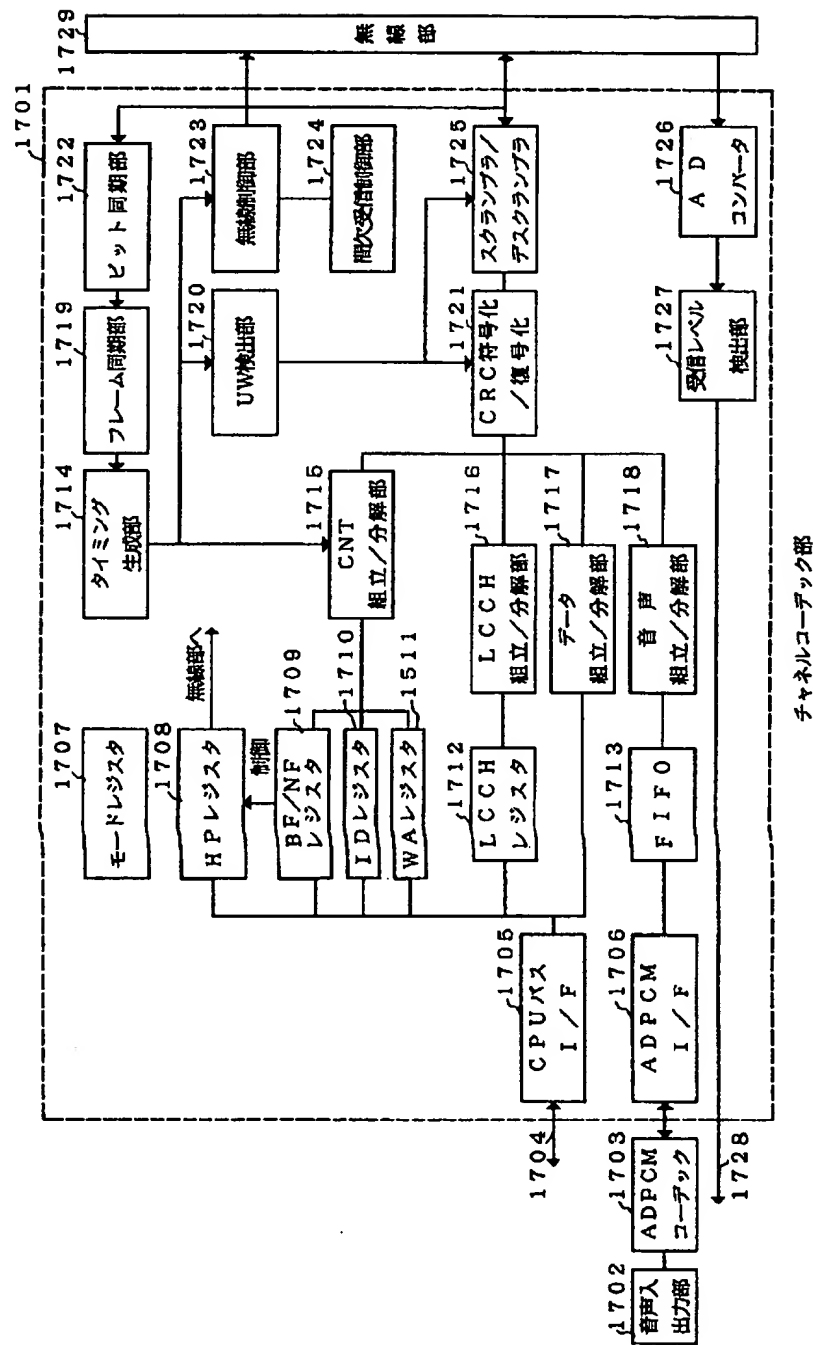 1701
1702
音声入
出力部
1703
ADPCM
コーデック
1704
1705
CPUバス
I/F
1706
ADPCM
I/F
1728
1707
モードレジスタ
1708
HPレジスタ
無線部へ
制御
1709
BF/NF
レジスタ
1710
IDレジスタ
1511
WAレジスタ
1712
LCCH
レジスタ
1713
FIFO
1714
タイミング
生成部
1715
CNT
組立/分解部
1716
LCCH
組立/分解部
1717
データ
組立/分解部
1718
音声
組立/分解部
1719
フレーム同期部
1720
UW検出部
1721
CRC符号化
/復号化
1722
ビット同期部
1723
無線制御部
1724
間欠受信制御部
1725
スクランブラ/
デスクランブラ
1726
AD
コンバータ
1727
受信レベル
検出部
1729
無線部
チャネルコーデック部